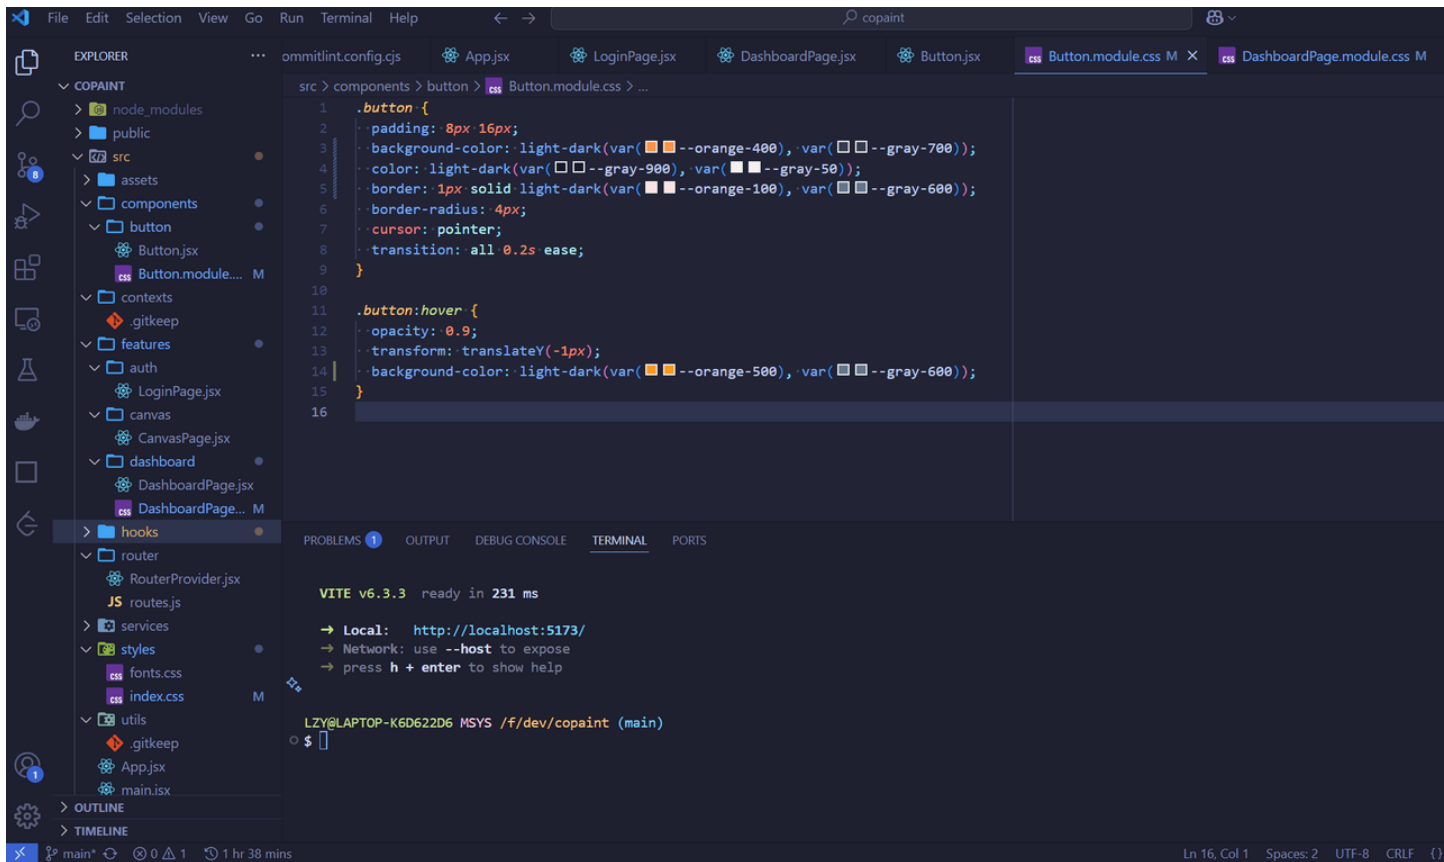 File Edit Selection View Go Run Terminal Help
copaint
EXPLORER
ommitlint.config.cjs
App.jsx
LoginPage.jsx
DashboardPage.jsx
Button.jsx
css Button.module.css M
css DashboardPage.module.css M
COPAINT
node_modules
public
src
assets
components
button
Button.jsx
css Button.module.... M
contexts
.gitkeep
features
auth
LoginPage.jsx
canvas
CanvasPage.jsx
dashboard
DashboardPage.jsx
css DashboardPage... M
hooks
router
RouterProvider.jsx
JS routes.js
services
styles
css fonts.css
css index.css M
utils
.gitkeep
App.jsx
main.jsx
OUTLINE
TIMELINE
8
1
src > components > button > css Button.module.css > ...
1 .button {
2 padding: 8px 16px;
3 background-color: light-dark(var(--orange-400), var(--gray-700));
4 color: light-dark(var(--gray-900), var(--gray-50));
5 border: 1px solid light-dark(var(--orange-100), var(--gray-600));
6 border-radius: 4px;
7 cursor: pointer;
8 transition: all 0.2s ease;
9 }
10
11 .button:hover {
12 opacity: 0.9;
13 transform: translateY(-1px);
14 background-color: light-dark(var(--orange-500), var(--gray-600));
15 }
16
PROBLEMS 1 OUTPUT DEBUG CONSOLE TERMINAL PORTS
VITE v6.3.3 ready in 231 ms
➜ Local: http://localhost:5173/
➜ Network: use --host to expose
➜ press h + enter to show help
LZY@LAPTOP-K6D622D6 MSYS /f/dev/copaint (main)
$
main* 0 1 1 hr 38 mins
Ln 16, Col 1 Spaces: 2 UTF-8 CRLF {}